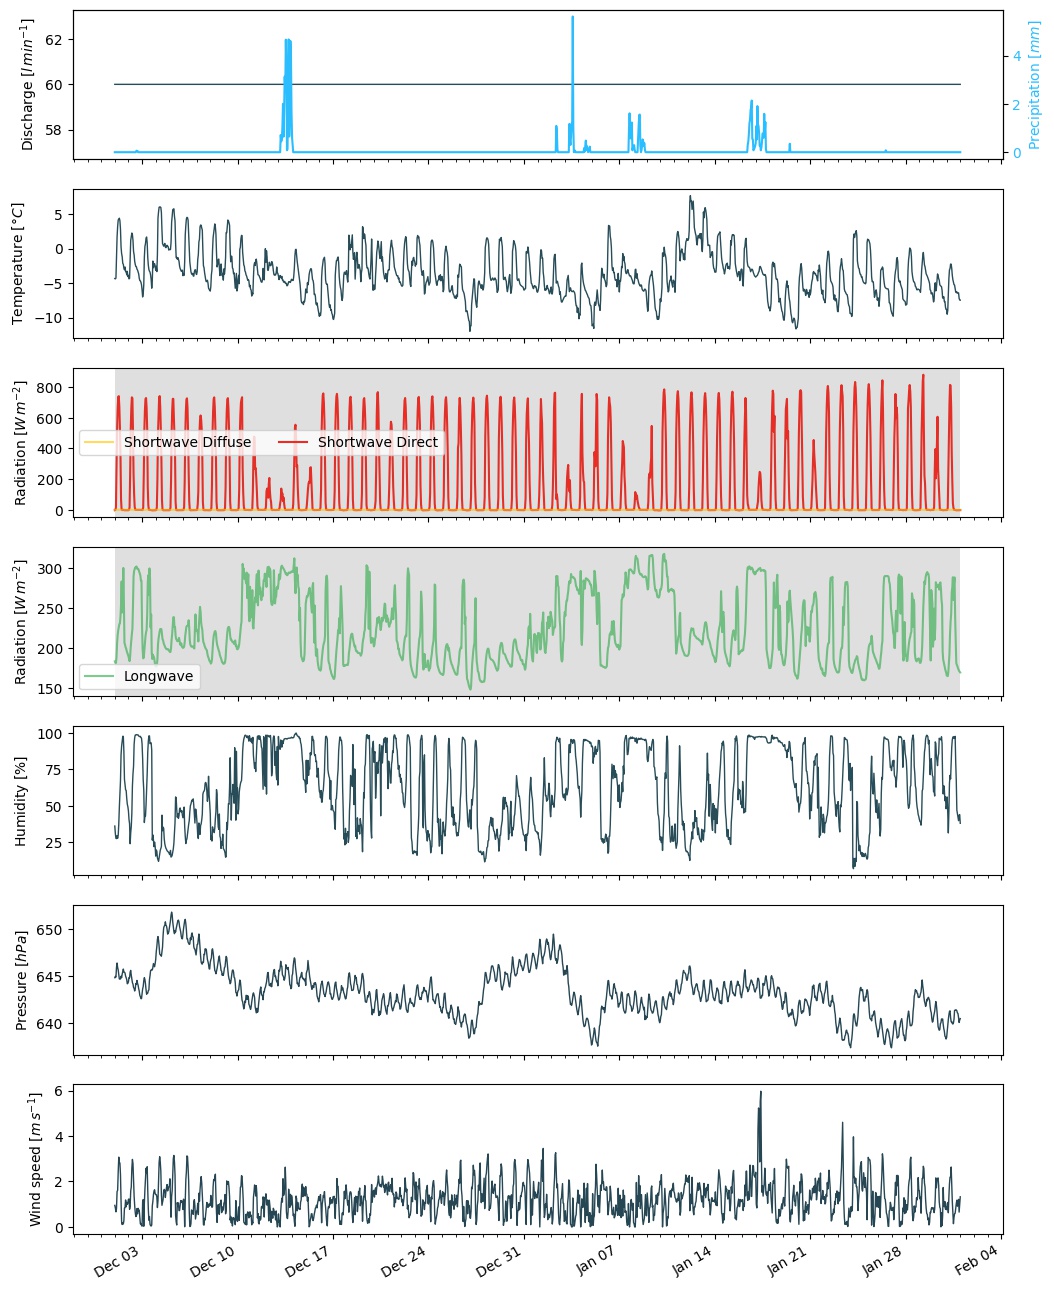 Discharge [l min⁻¹]
62
60
58
Precipitation [mm]
4
2
0
Temperature [°C]
5
0
−5
−10
Radiation [W m⁻²]
800
600
400
200
0
Shortwave Diffuse
Shortwave Direct
Radiation [W m⁻²]
300
250
200
150
Longwave
Humidity [%]
100
75
50
25
Pressure [hPa]
650
645
640
Wind speed [m s⁻¹]
6
4
2
0
Dec 03
Dec 10
Dec 17
Dec 24
Dec 31
Jan 07
Jan 14
Jan 21
Jan 28
Feb 04